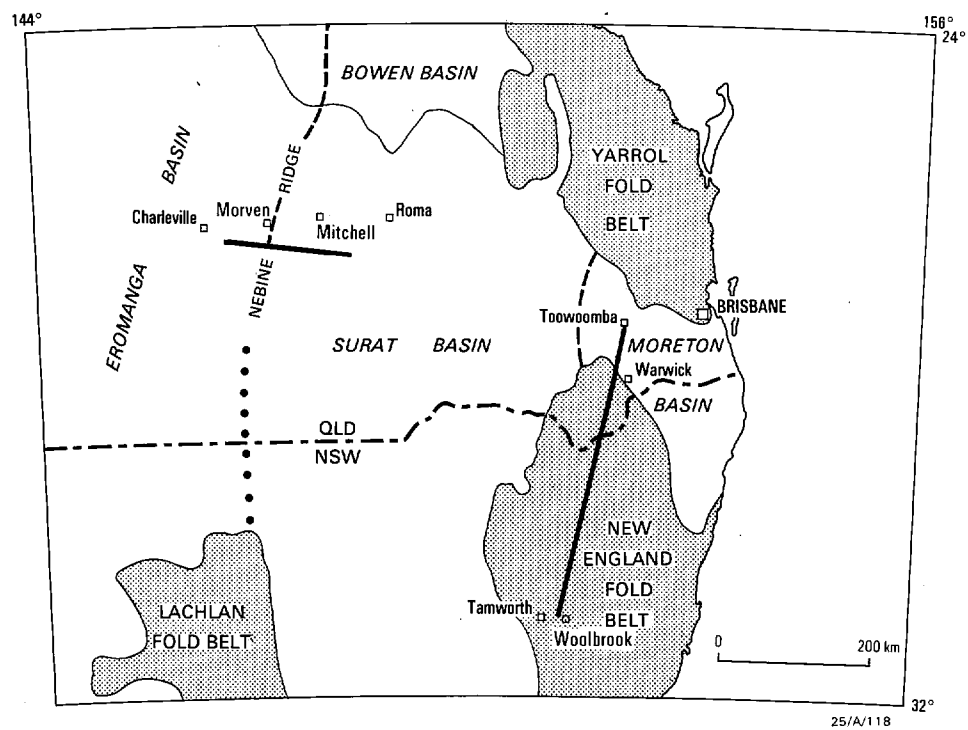 144°
156°
24°
BOWEN BASIN
BASIN
EROMANGA
NEBINE RIDGE
Charleville
Morven
Mitchell
Roma
YARROL
FOLD
BELT
BRISBANE
Toowoomba
SURAT BASIN
MORETON
BASIN
Warwick
QLD
NSW
LACHLAN
FOLD BELT
NEW
ENGLAND
FOLD
BELT
Tamworth
Woolbrook
0
200 km
32°
25/A/118